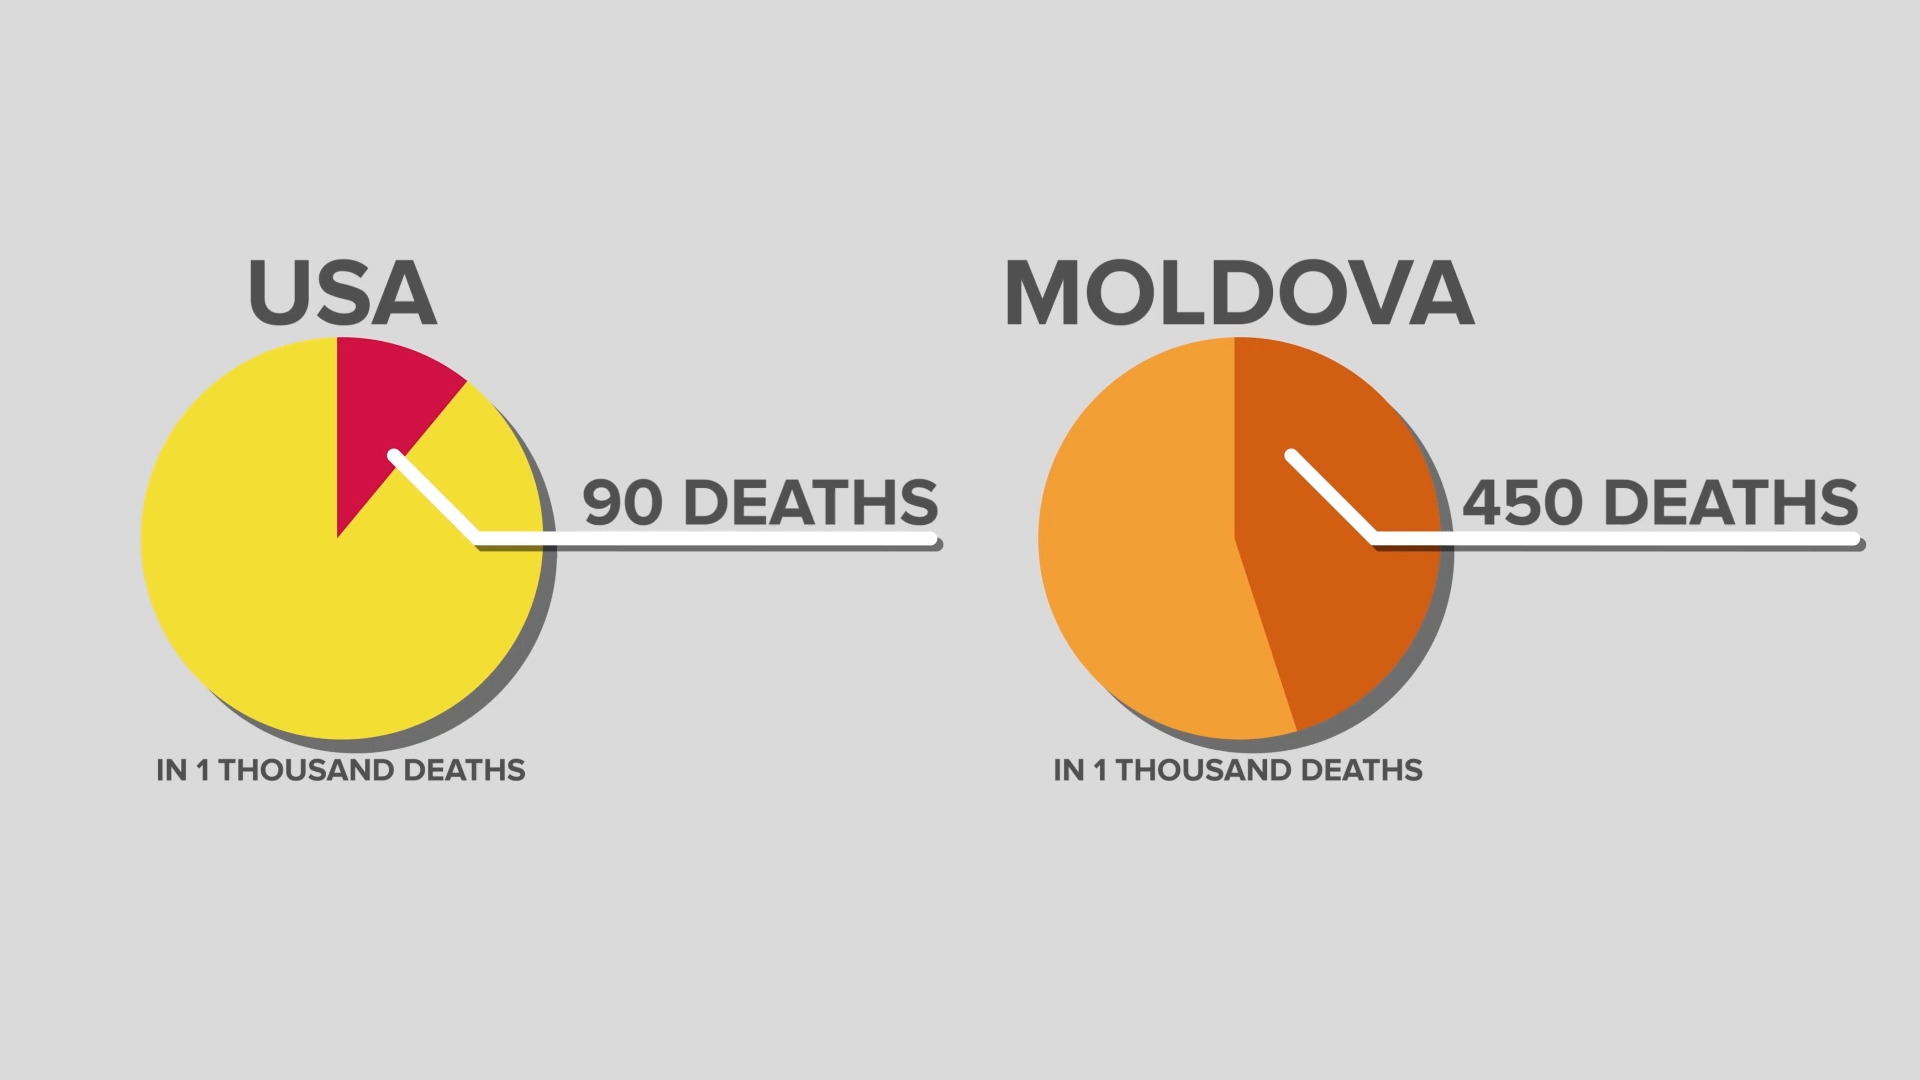 USA
90 DEATHS
IN 1 THOUSAND DEATHS
MOLDOVA
450 DEATHS
IN 1 THOUSAND DEATHS